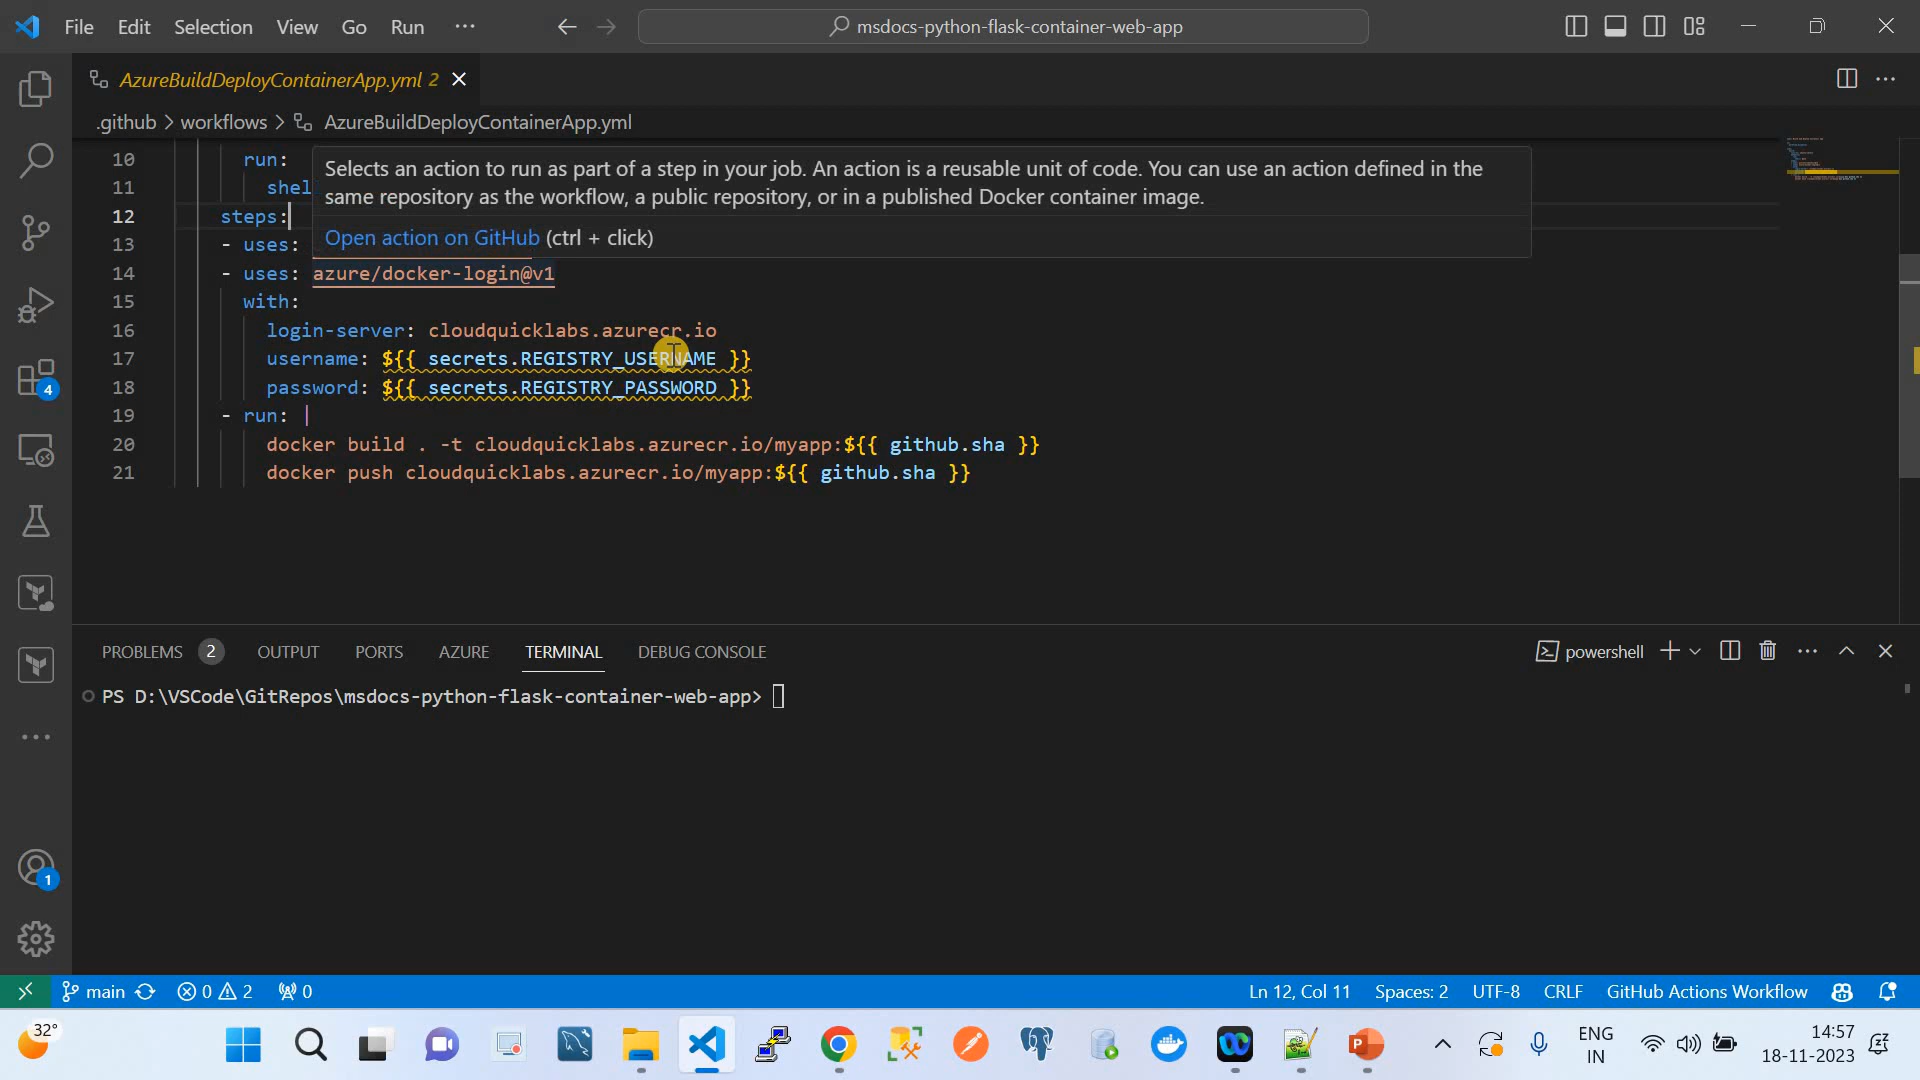 File Edit Selection View Go Run ···
msdocs-python-flask-container-web-app
AzureBuildDeployContainerApp.yml 2
.github > workflows > AzureBuildDeployContainerApp.yml
10 run:
11 shel
12 steps:
13 - uses:
14 - uses: azure/docker-login@v1
15 with:
16 login-server: cloudquicklabs.azurecr.io
17 username: ${{ secrets.REGISTRY_USERNAME }}
18 password: ${{ secrets.REGISTRY_PASSWORD }}
19 - run: |
20 docker build . -t cloudquicklabs.azurecr.io/myapp:${{ github.sha }}
21 docker push cloudquicklabs.azurecr.io/myapp:${{ github.sha }}
Selects an action to run as part of a step in your job. An action is a reusable unit of code. You can use an action defined in the
same repository as the workflow, a public repository, or in a published Docker container image.
Open action on GitHub (ctrl + click)
4
1
PROBLEMS 2 OUTPUT PORTS AZURE TERMINAL DEBUG CONSOLE
powershell
PS D:\VSCode\GitRepos\msdocs-python-flask-container-web-app>
main 0 2 0
Ln 12, Col 11 Spaces: 2 UTF-8 CRLF GitHub Actions Workflow
32°
ENG
IN
14:57
18-11-2023